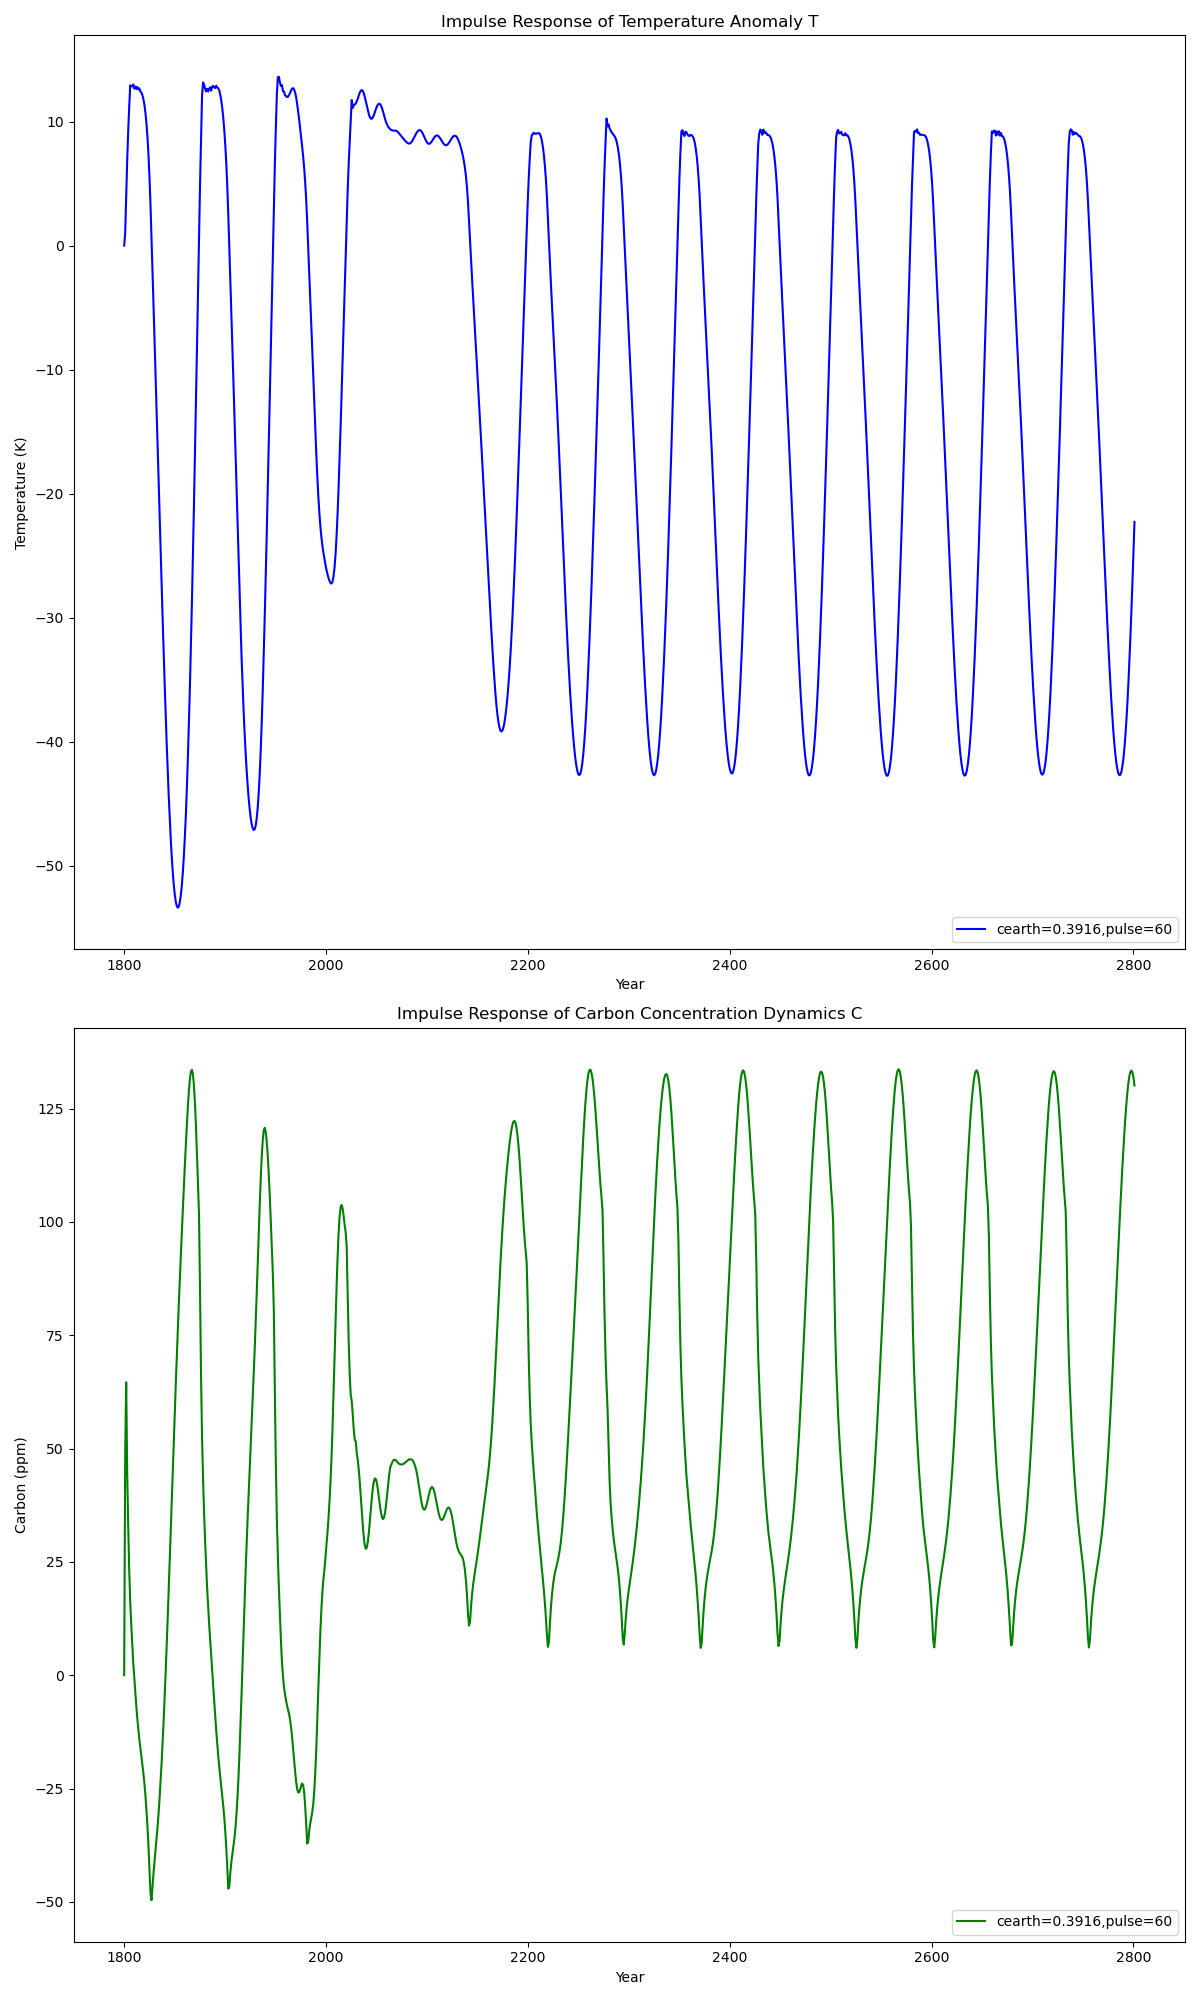 Impulse Response of Temperature Anomaly T
Temperature (K)
10
0
−10
−20
−30
−40
−50
cearth=0.3916,pulse=60
1800 2000 2200 2400 2600 2800
Year
Impulse Response of Carbon Concentration Dynamics C
Carbon (ppm)
125
100
75
50
25
0
−25
−50
cearth=0.3916,pulse=60
1800 2000 2200 2400 2600 2800
Year